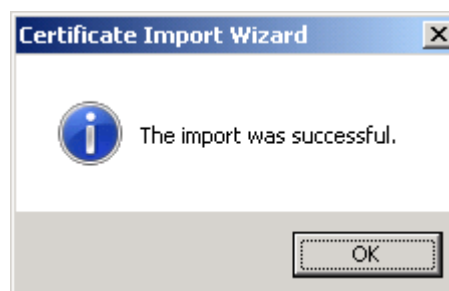 Certificate Import Wizard
The import was successful.
OK